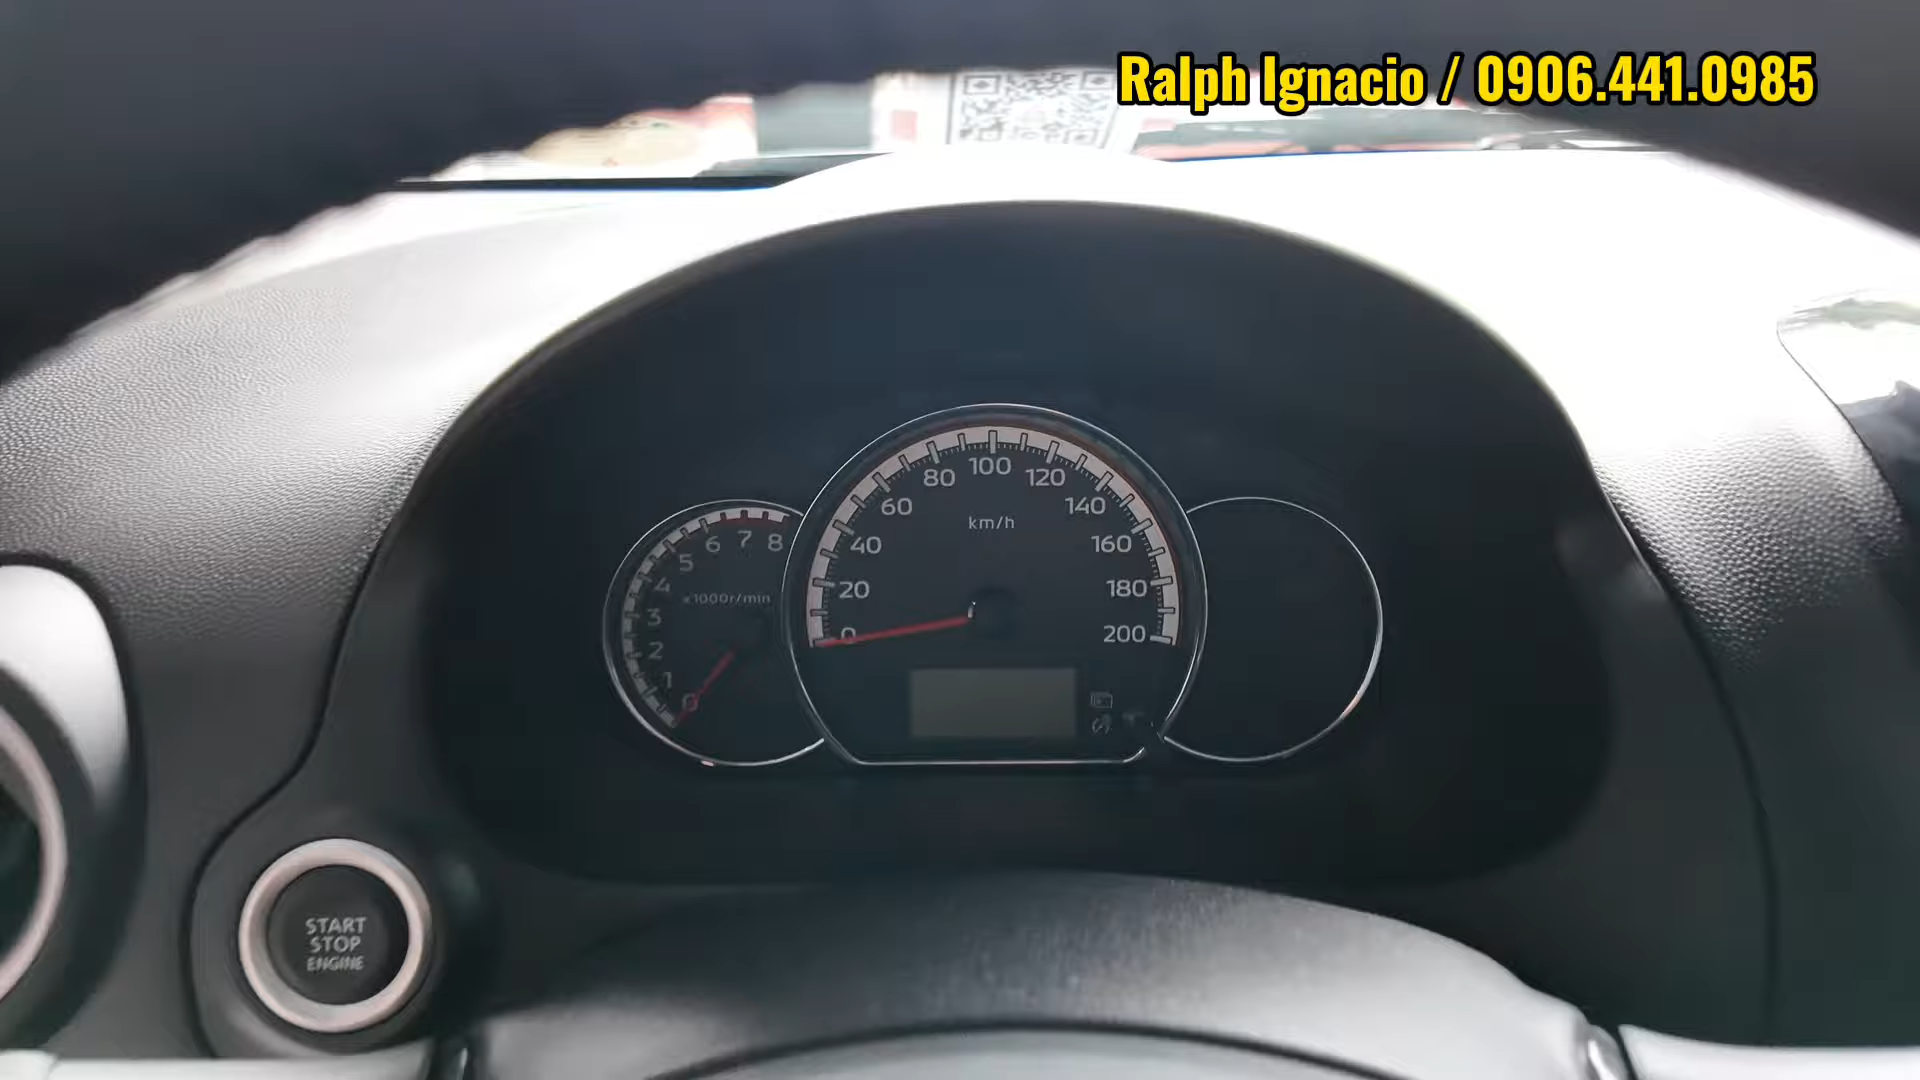 Ralph Ignacio / 0906.441.0985
80 100 120
60 140
km/h
40 160
20 180
0 200
5 6 7 8
4
x1000r/min
3
2
1
0
START
STOP
ENGINE